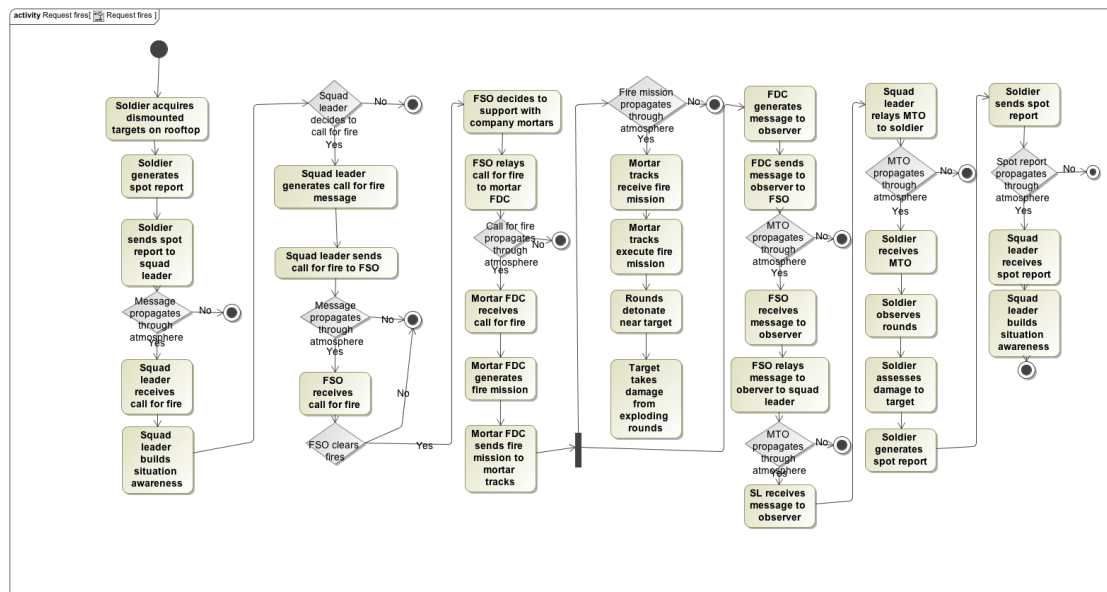 activity Request fires[ Request fires ]
Soldier acquires
dismounted
targets on rooftop
Soldier
generates
spot report
Soldier
sends spot
report to
squad
leader
Message
propagates
through
atmosphere
No
Yes
Squad
leader
receives
call for fire
Squad
leader
builds
situation
awareness
Squad
leader
decides to
call for fire
No
Yes
Squad leader
generates call for fire
message
Squad leader sends
call for fire to FSO
Message
propagates
through
atmosphere
No
Yes
FSO
receives
call for fire
No
FSO clears
fires
Yes
FSO decides to
support with
company mortars
FSO relays
call for fire
to mortar
FDC
Call for fire
propagates
through
atmosphere
No
Yes
Mortar FDC
receives
call for fire
Mortar FDC
generates
fire mission
Mortar FDC
sends fire
mission to
mortar
tracks
Fire mission
propagates
through
atmosphere
No
Yes
Mortar
tracks
receive fire
mission
Mortar
tracks
execute fire
mission
Rounds
detonate
near target
Target
takes
damage
from
exploding
rounds
FDC
generates
message to
observer
FDC sends
message to
observer to
FSO
MTO
propagates
through
atmosphere
No
Yes
FSO
receives
message to
observer
FSO relays
message to
oberver to squad
leader
MTO
propagates
through
atmosphere
No
Yes
SL receives
message to
observer
Squad
leader
relays MTO
to soldier
MTO
propagates
through
atmosphere
No
Yes
Soldier
receives
MTO
Soldier
observes
rounds
Soldier
assesses
damage to
target
Soldier
generates
spot report
Soldier
sends spot
report
Spot report
propagates
through
atmosphere
No
Yes
Squad
leader
receives
spot report
Squad
leader
builds
situation
awareness